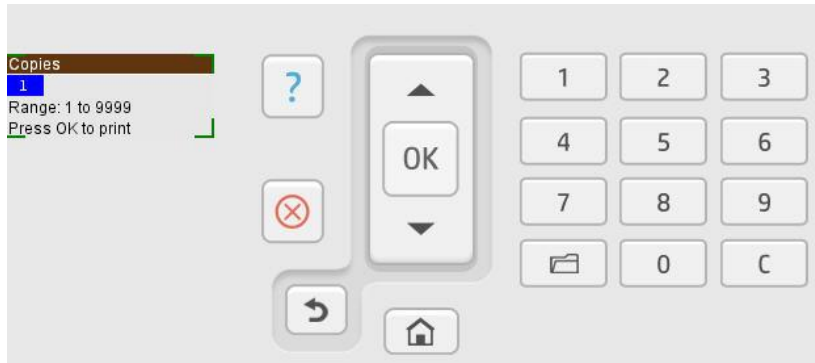 Copies
1
Range: 1 to 9999
Press OK to print
?
OK
1 2 3
4 5 6
7 8 9
0 C